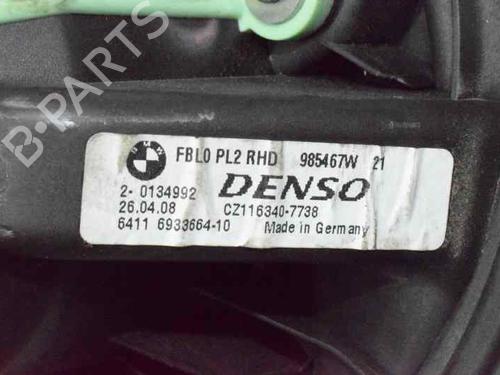 B-PARTS
BMW
FBL0 PL2 RHD 985467W 21
2- 0134992 DENSO
26.04.08 CZ116340-7738
6411 6933664-10 Made in Germany